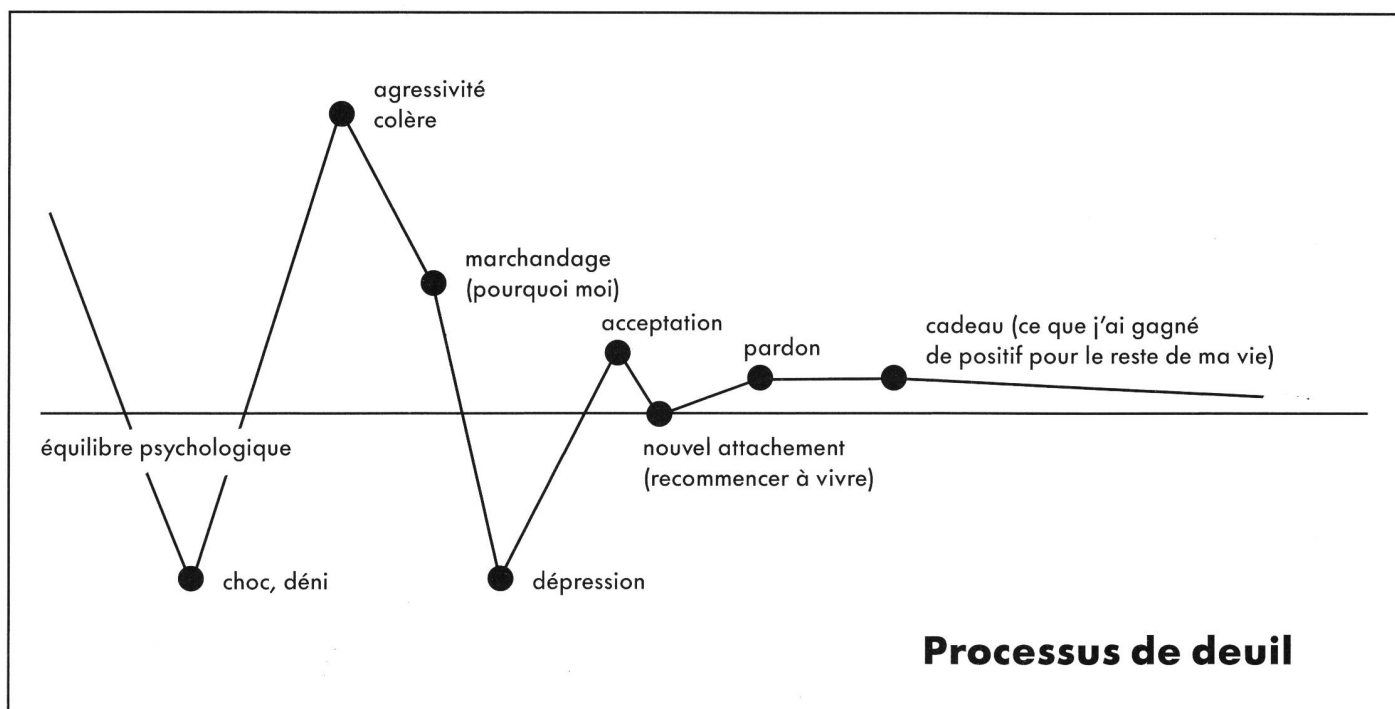 agressivité
colère
marchandage
(pourquoi moi)
acceptation
pardon
cadeau (ce que j'ai gagné
de positif pour le reste de ma vie)
équilibre psychologique
nouvel attachement
(recommencer à vivre)
choc, déni
dépression
Processus de deuil